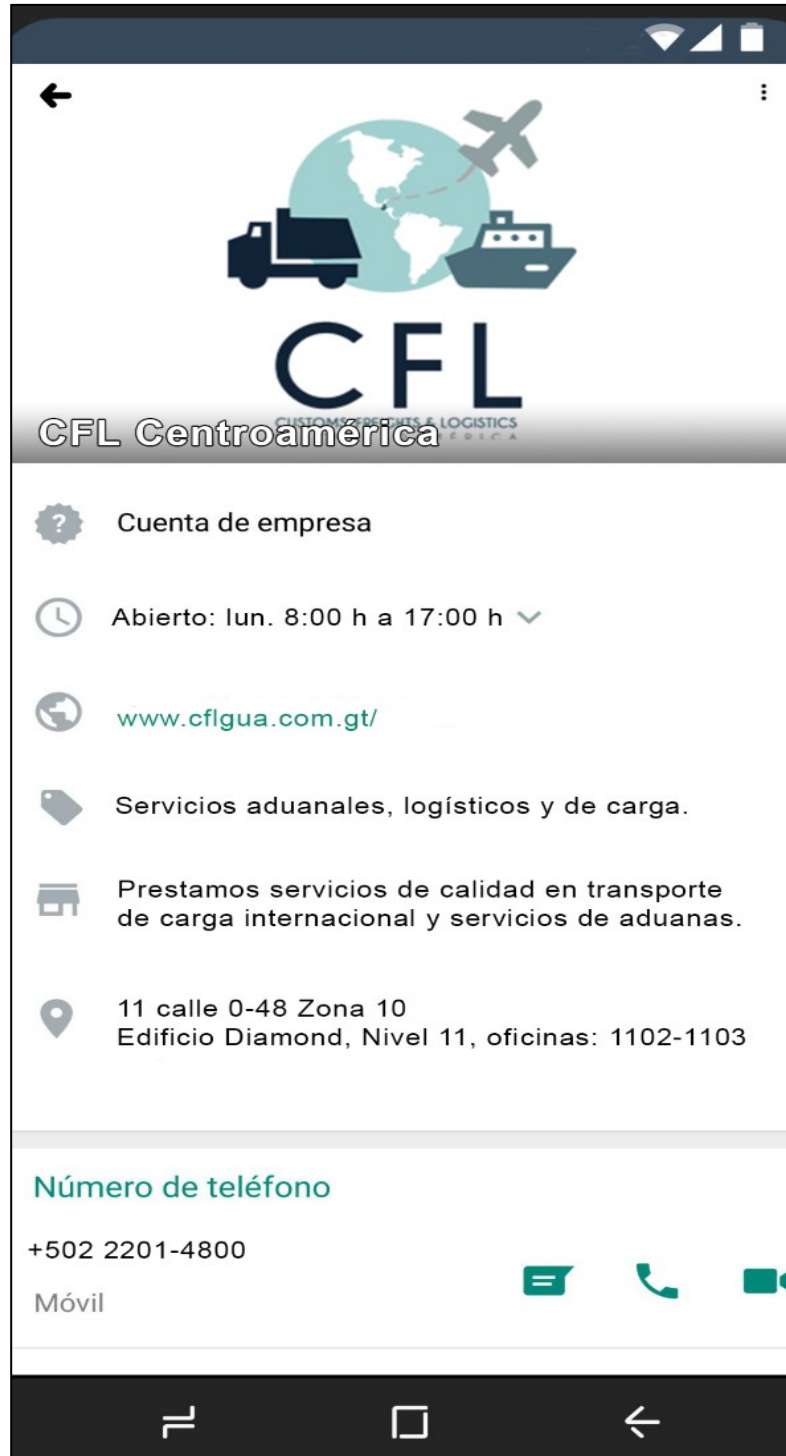 CFL
CUSTOMS FREIGHTS & LOGISTICS
CFL Centroamérica
Cuenta de empresa
Abierto: lun. 8:00 h a 17:00 h
www.cflgua.com.gt/
Servicios aduanales, logísticos y de carga.
Prestamos servicios de calidad en transporte
de carga internacional y servicios de aduanas.
11 calle 0-48 Zona 10
Edificio Diamond, Nivel 11, oficinas: 1102-1103
Número de teléfono
+502 2201-4800
Móvil